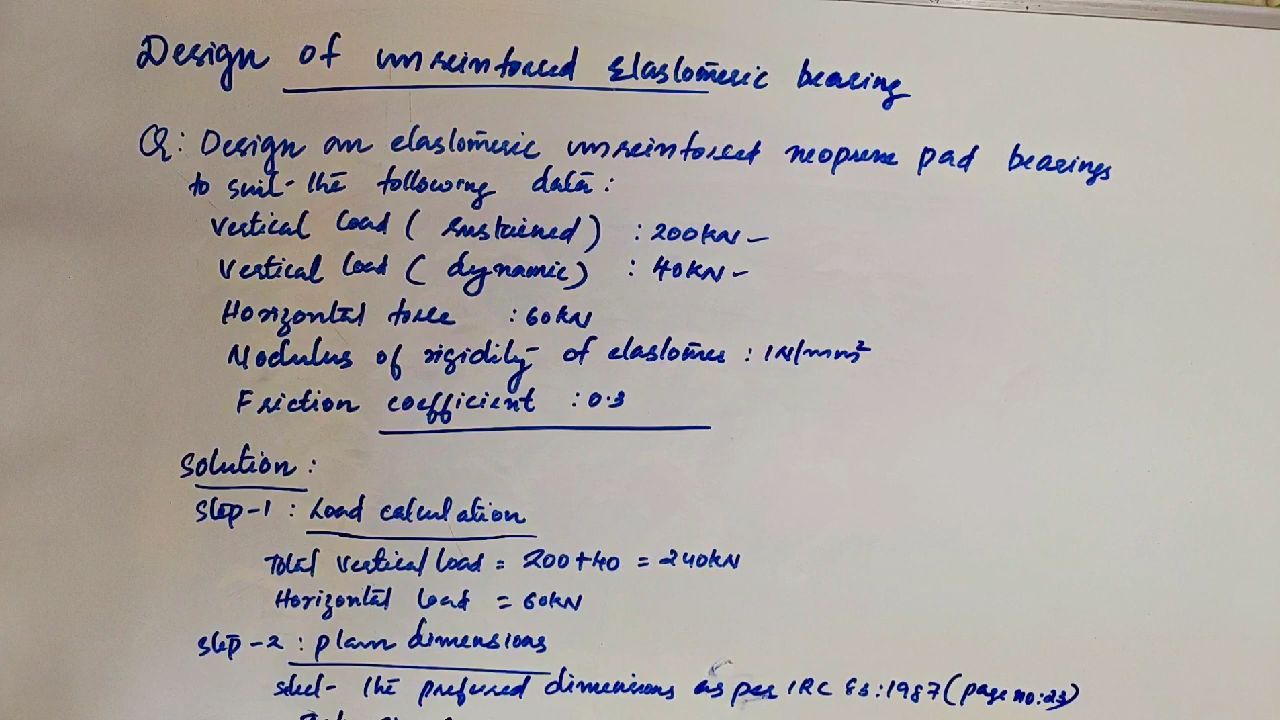 Design of unreinforced Elastomeric bearing
Q: Design an elastomeric unreinforced neoprene pad bearings
to suit the following data:
Vertical load ( sustained) : 200kN
Vertical load ( dynamic) : 40kN
Horizontal force : 60kN
Modulus of rigidity of elastomer : 1N/mm²
Friction coefficient : 0.3
Solution:
Step-1 : Load calculation
Total vertical load = 200+40 = 240kN
Horizontal load = 60kN
Step-2 : plan dimensions
Select the preferred dimensions as per IRC 83:1987 (page no:23)